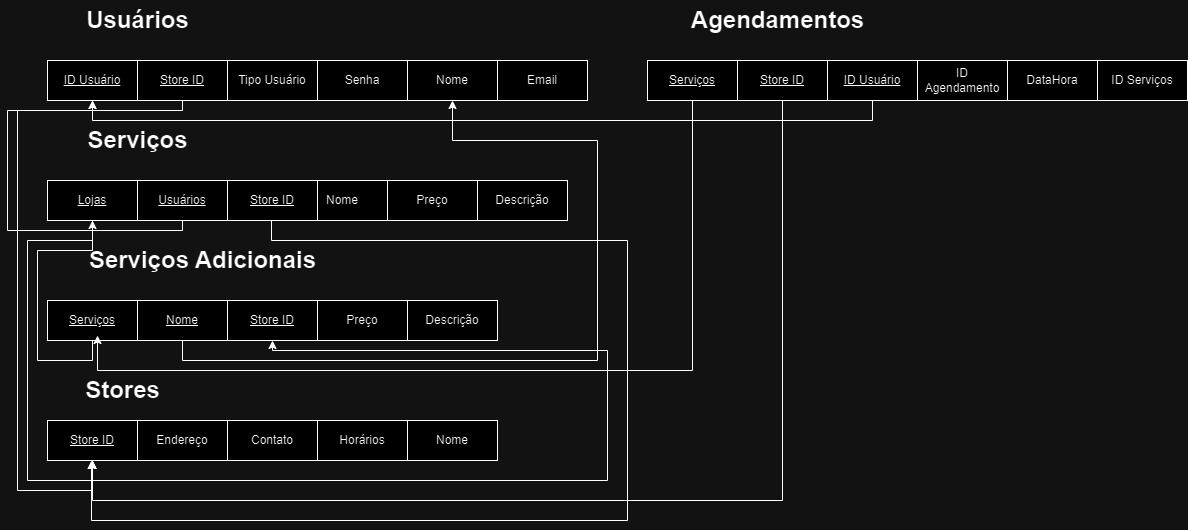 Usuários
Agendamentos
ID Usuário Store ID Tipo Usuário Senha Nome Email
Serviços Store ID ID Usuário ID Agendamento DataHora ID Serviços
Serviços
Lojas Usuários Store ID Nome Preço Descrição
Serviços Adicionais
Serviços Nome Store ID Preço Descrição
Stores
Store ID Endereço Contato Horários Nome